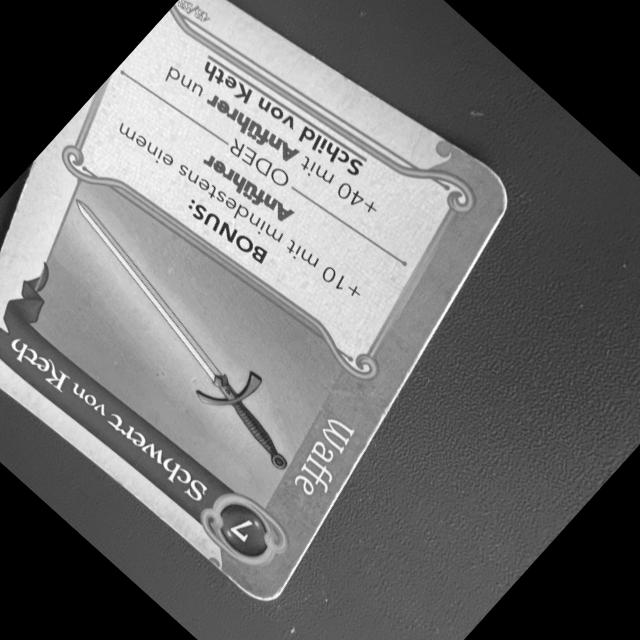 7
Schwert von Keth
Waffe
BONUS:
+10 mit mindestens einem
Anführer
ODER
+40 mit Anführer und
Schild von Keth